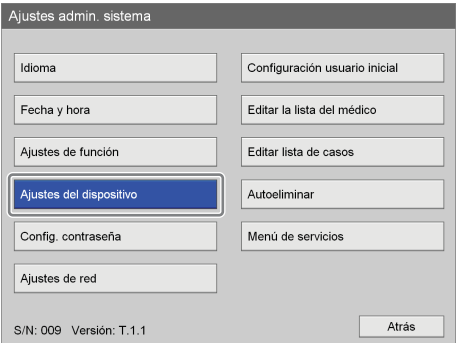 Ajustes admin. sistema
Idioma
Configuración usuario inicial
Fecha y hora
Editar la lista del médico
Ajustes de función
Editar lista de casos
Ajustes del dispositivo
Autoeliminar
Config. contraseña
Menú de servicios
Ajustes de red
S/N: 009 Versión: T.1.1
Atrás